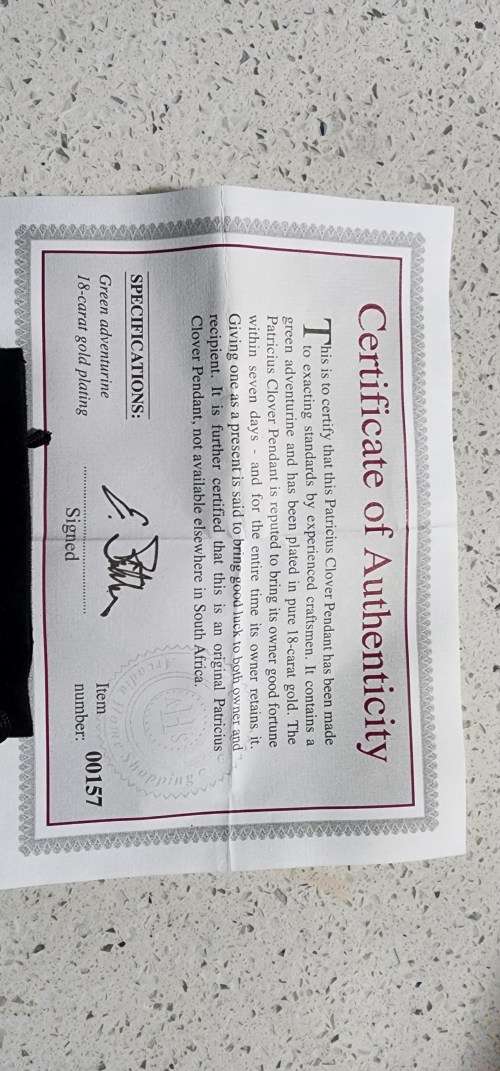 Certificate of Authenticity
This is to certify that this Patricius Clover Pendant has been made
to exacting standards by experienced craftsmen. It contains a
green adventurine and has been plated in pure 18-carat gold. The
Patricius Clover Pendant is reputed to bring its owner good fortune
within seven days - and for the entire time its owner retains it.
Giving one as a present is said to bring good luck to both owner and
recipient. It is further certified that this is an original Patricius
Clover Pendant, not available elsewhere in South Africa.
SPECIFICATIONS:
Green adventurine
18-carat gold plating
Signed
Item
number: 00157
Home Shopping